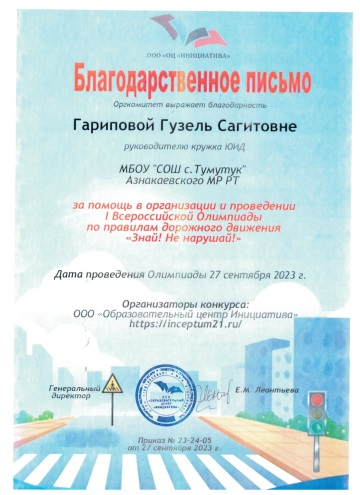 ООО «ОЦ «ИНИЦИАТИВА»
Благодарственное письмо
Оргкомитет выражает благодарность
Гариповой Гузель Сагитовне
руководителю кружка ЮИД
МБОУ "СОШ с.Тумутук"
Азнакаевского МР РТ
за помощь в организации и проведении
I Всероссийской Олимпиады
по правилам дорожного движения
«Знай! Не нарушай!»
Дата проведения Олимпиады 27 сентября 2023 г.
Организаторы конкурса:
ООО «Образовательный центр Инициатива»
https://inceptum21.ru/
Генеральный
директор
Е.М. Леонтьева
Приказ № 23-24-05
от 27 сентября 2023 г.